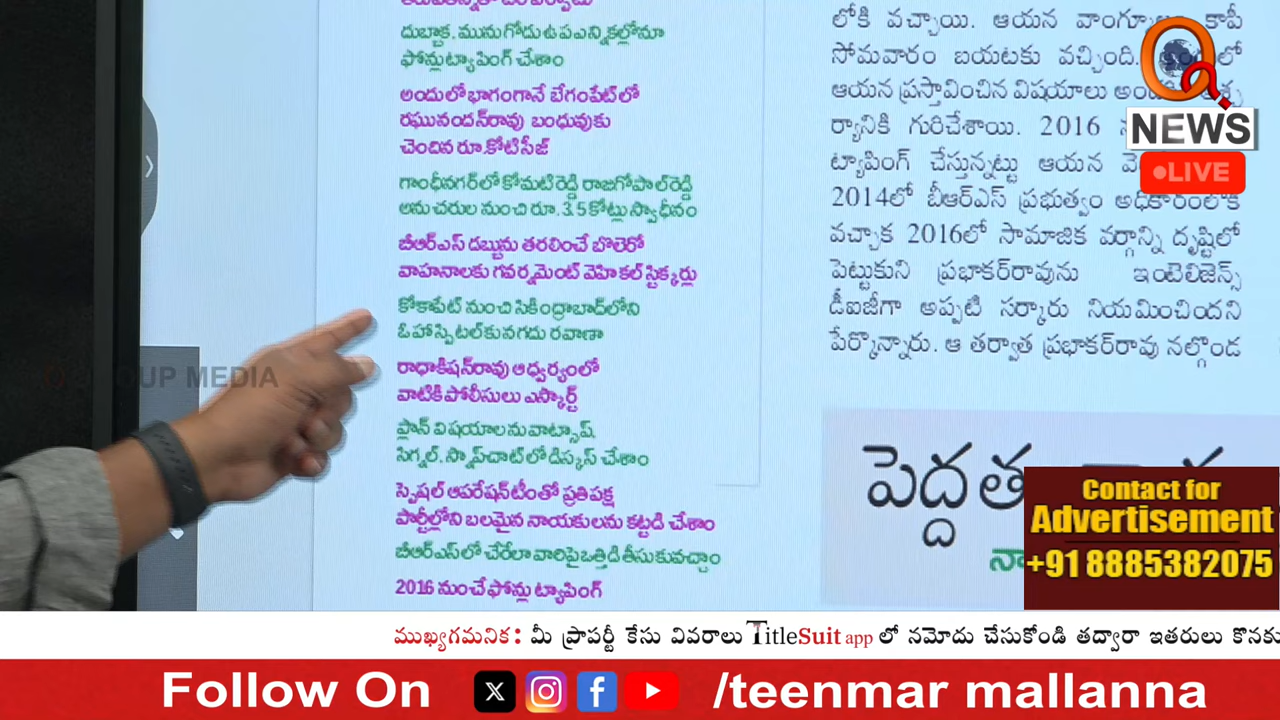 దుబ్బాక, మునుగోడు ఉపఎన్నికల్లోనూ
ఫోన్లు ట్యాపింగ్ చేశాం
అందులో భాగంగానే బేగంపేట్‌లో
రఘునందన్‌రావు బంధువుకు
చెందిన రూ.కోటి సీజ్
గాంధీనగర్‌లో కోమటిరెడ్డి రాజగోపాల్‌రెడ్డి
అనుచరుల నుంచి రూ. 3.5 కోట్లు స్వాధీనం
బీఆర్ఎస్ డబ్బును తరలించే బొలెరో
వాహనాలకు గవర్నమెంట్ వెహికల్ స్టిక్కర్లు
కోకాపేట్ నుంచి సికింద్రాబాద్‌లోని
ఓ హాస్పిటల్‌కు నగదు రవాణా
రాధాకిషన్‌రావు ఆధ్వర్యంలో
వాటికి పోలీసులు ఎస్కార్ట్
ప్లాన్ విషయాలను వాట్సాప్,
సిగ్నల్, స్నాప్‌చాట్‌లో డిస్కస్ చేశాం
స్పెషల్ ఆపరేషన్ టీంతో ప్రతిపక్ష
పార్టీల్లోని బలమైన నాయకులను కట్టడి చేశాం
బీఆర్ఎస్‌లో చేరేలా వారిపై ఒత్తిడి తీసుకువచ్చాం
2016 నుంచే ఫోన్లు ట్యాపింగ్
లోకి వచ్చాయి. ఆయన కాపీ
సోమవారం బయటకు వచ్చింది.
ఆయన ప్రస్తావించిన విషయాలు
ర్యానికి గురిచేశాయి. 2016
ట్యాపింగ్ చేస్తున్నట్టు ఆయన
2014లో బీఆర్ఎస్ ప్రభుత్వం అధికారంలోకి
వచ్చాక 2016లో సామాజిక వర్గాన్ని దృష్టిలో
పెట్టుకుని ప్రభాకర్‌రావును ఇంటెలిజెన్స్
డీఐజీగా అప్పటి సర్కారు నియమించిందని
పేర్కొన్నారు. ఆ తర్వాత ప్రభాకర్‌రావు నల్గొండ
Q
NEWS
LIVE
GROUP MEDIA
Contact for
Advertisement
+91 8885382075
ముఖ్యగమనిక: మీ ప్రాపర్టీ కేసు వివరాలు TitleSuit app లో నమోదు చేసుకోండి తద్వారా ఇతరులు
Follow On X /teenmar mallanna